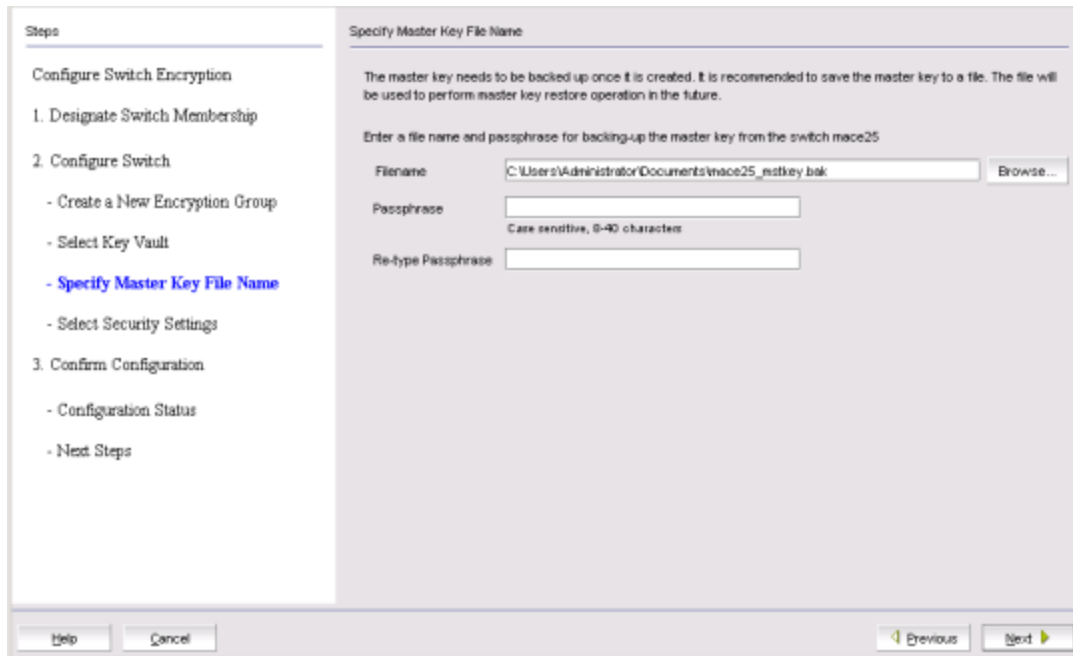 Steps
Configure Switch Encryption
1. Designate Switch Membership
2. Configure Switch
- Create a New Encryption Group
- Select Key Vault
- Specify Master Key File Name
- Select Security Settings
3. Confirm Configuration
- Configuration Status
- Next Steps
Specify Master Key File Name
The master key needs to be backed up once it is created. It is recommended to save the master key to a file. The file will
be used to perform master key restore operation in the future.
Enter a file name and passphrase for backing-up the master key from the switch mace25
Filename
C:\Users\Administrator\Documents\mace25_mstkey.bak
Browse...
Passphrase
Case sensitive, 8-40 characters
Re-type Passphrase
Help
Cancel
Previous
Next